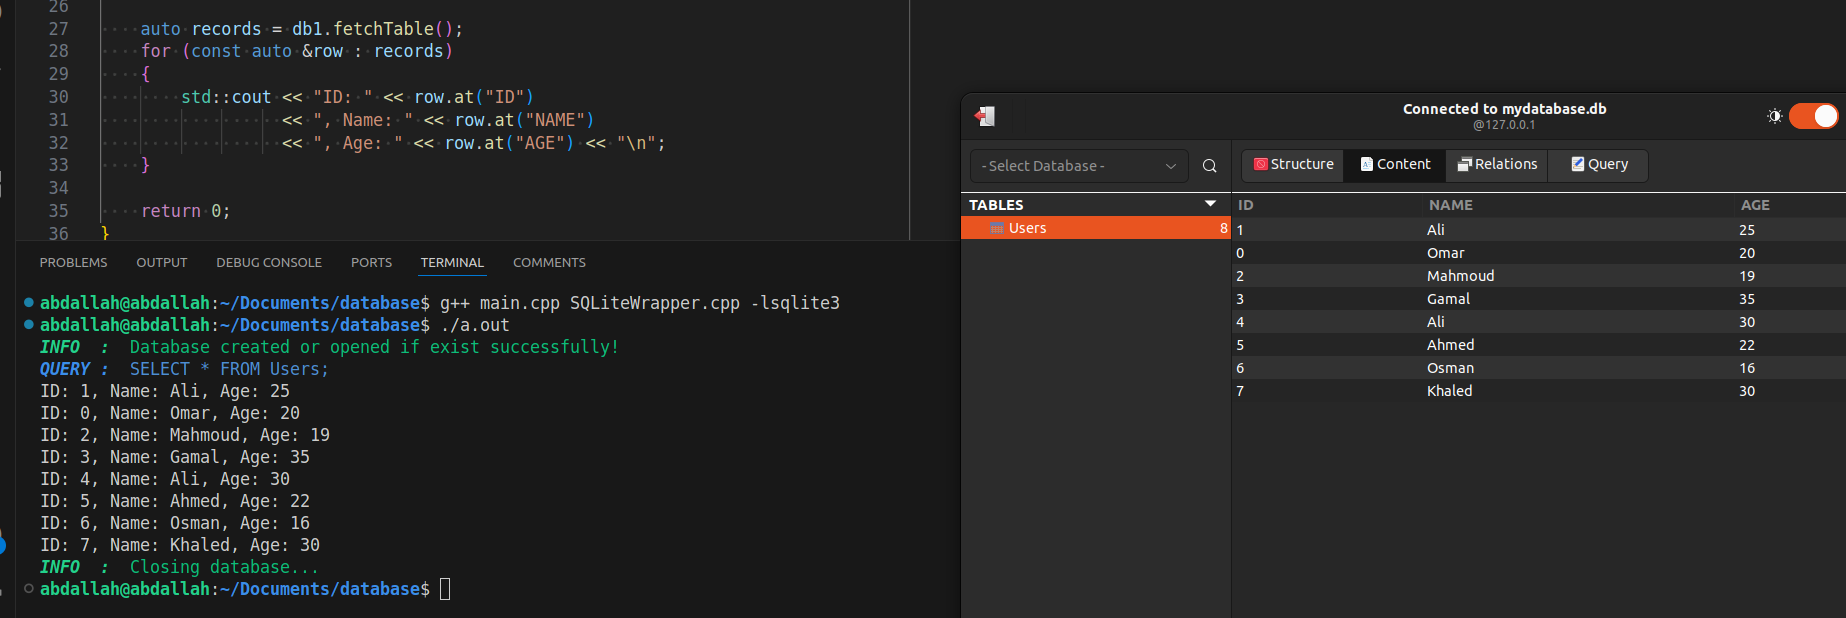 26
27 auto records = db1.fetchTable();
28 for (const auto &row : records)
29 {
30 std::cout << "ID: " << row.at("ID")
31 << ", Name: " << row.at("NAME")
32 << ", Age: " << row.at("AGE") << "\n";
33 }
34
35 return 0;
36 }
PROBLEMS OUTPUT DEBUG CONSOLE PORTS TERMINAL COMMENTS
abdallah@abdallah:~/Documents/database$ g++ main.cpp SQLiteWrapper.cpp -lsqlite3
abdallah@abdallah:~/Documents/database$ ./a.out
INFO : Database created or opened if exist successfully!
QUERY : SELECT * FROM Users;
ID: 1, Name: Ali, Age: 25
ID: 0, Name: Omar, Age: 20
ID: 2, Name: Mahmoud, Age: 19
ID: 3, Name: Gamal, Age: 35
ID: 4, Name: Ali, Age: 30
ID: 5, Name: Ahmed, Age: 22
ID: 6, Name: Osman, Age: 16
ID: 7, Name: Khaled, Age: 30
INFO : Closing database...
abdallah@abdallah:~/Documents/database$
Connected to mydatabase.db
@127.0.0.1
- Select Database -
Structure Content Relations Query
TABLES
Users 8
ID NAME AGE
1 Ali 25
0 Omar 20
2 Mahmoud 19
3 Gamal 35
4 Ali 30
5 Ahmed 22
6 Osman 16
7 Khaled 30